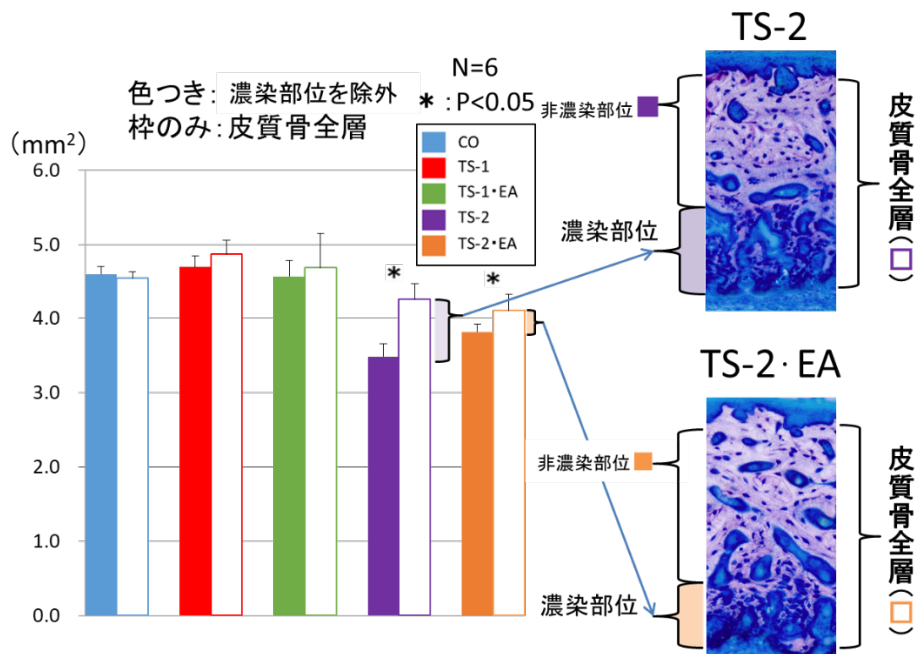 TS-2
N=6
色つき： 濃染部位を除外
* : P<0.05
枠のみ：皮質骨全層
（mm²）
CO
TS-1
TS-1・EA
TS-2
TS-2・EA
6.0
5.0
4.0
3.0
2.0
1.0
0.0
*
*
非濃染部位
濃染部位
皮質骨全層(□)
TS-2・EA
非濃染部位
濃染部位
皮質骨全層(□)